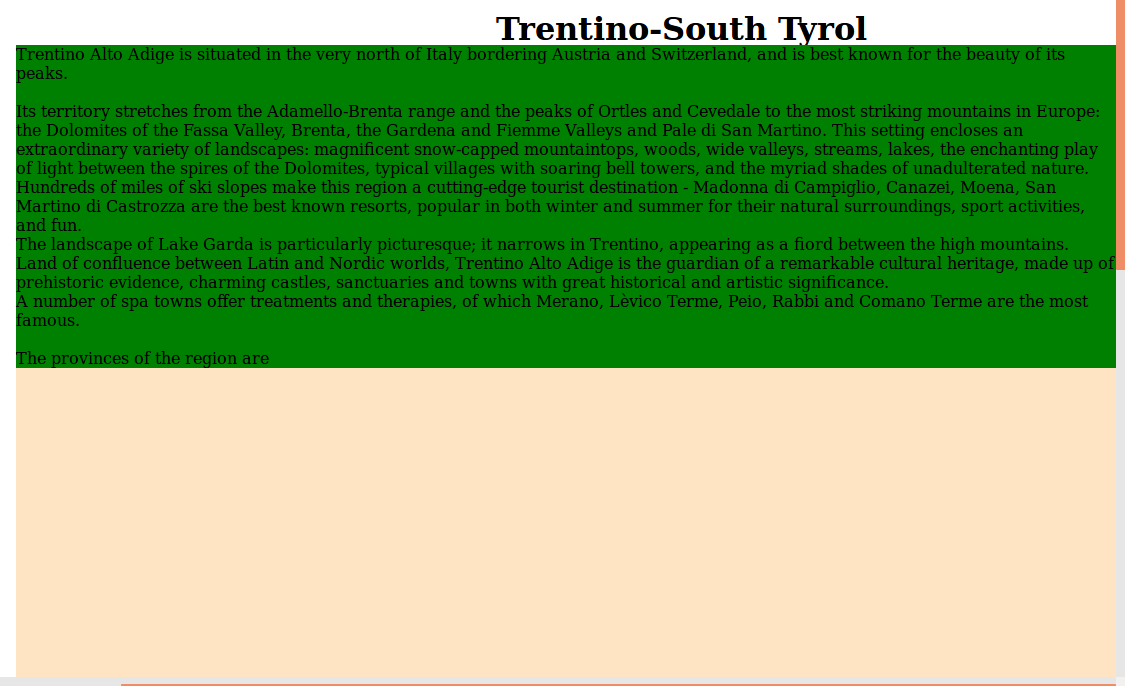 Trentino-South Tyrol
Trentino Alto Adige is situated in the very north of Italy bordering Austria and Switzerland, and is best known for the beauty of its
peaks.
Its territory stretches from the Adamello-Brenta range and the peaks of Ortles and Cevedale to the most striking mountains in Europe:
the Dolomites of the Fassa Valley, Brenta, the Gardena and Fiemme Valleys and Pale di San Martino. This setting encloses an
extraordinary variety of landscapes: magnificent snow-capped mountaintops, woods, wide valleys, streams, lakes, the enchanting play
of light between the spires of the Dolomites, typical villages with soaring bell towers, and the myriad shades of unadulterated nature.
Hundreds of miles of ski slopes make this region a cutting-edge tourist destination - Madonna di Campiglio, Canazei, Moena, San
Martino di Castrozza are the best known resorts, popular in both winter and summer for their natural surroundings, sport activities,
and fun.
The landscape of Lake Garda is particularly picturesque; it narrows in Trentino, appearing as a fiord between the high mountains.
Land of confluence between Latin and Nordic worlds, Trentino Alto Adige is the guardian of a remarkable cultural heritage, made up of
prehistoric evidence, charming castles, sanctuaries and towns with great historical and artistic significance.
A number of spa towns offer treatments and therapies, of which Merano, Lèvico Terme, Peio, Rabbi and Comano Terme are the most
famous.
The provinces of the region are